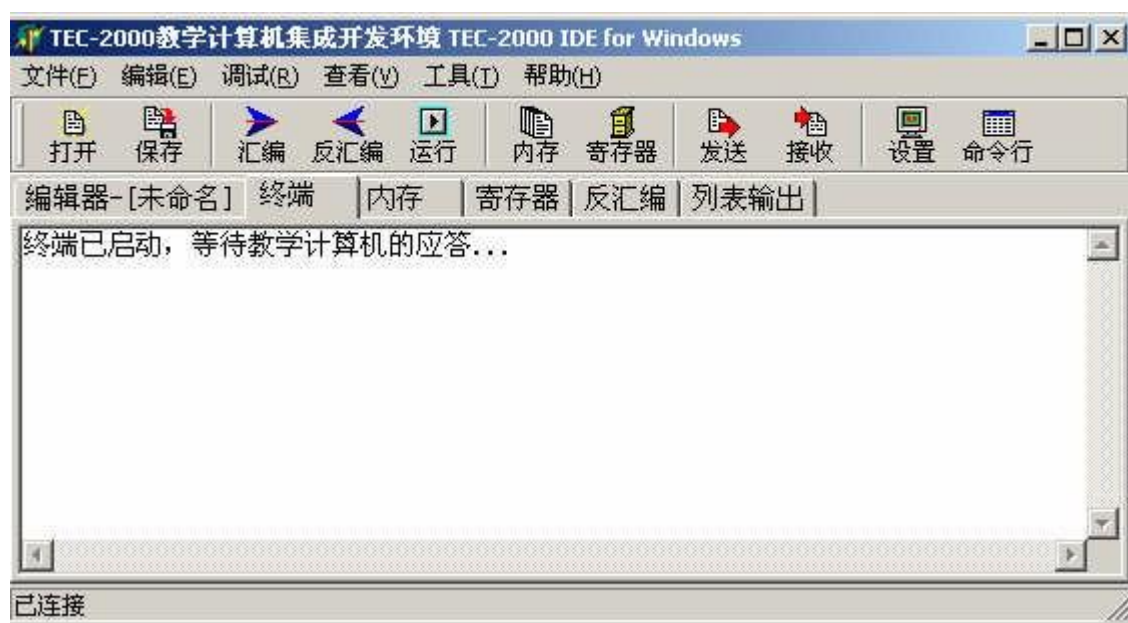 TEC-2000教学计算机集成开发环境 TEC-2000 IDE for Windows
文件(F) 编辑(E) 调试(R) 查看(V) 工具(T) 帮助(H)
打开 保存 汇编 反汇编 运行 内存 寄存器 发送 接收 设置 命令行
编辑器-[未命名] 终端 内存 寄存器 反汇编 列表输出
终端已启动，等待教学计算机的应答...
已连接